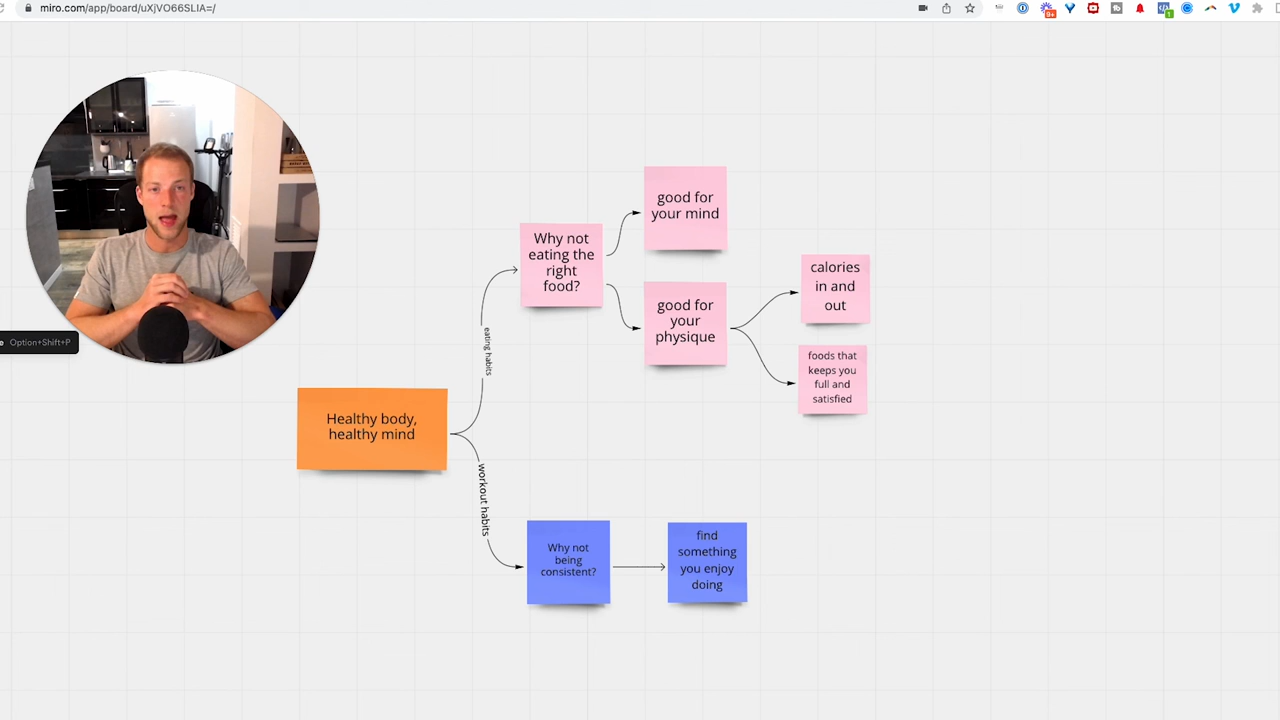 miro.com/app/board/uXjVO66SLIA=/
9+
1
good for
your mind
Why not
eating the
right
food?
calories
in and
out
good for
your
physique
eating habits
Option+Shift+P
foods that
keeps you
full and
satisfied
Healthy body,
healthy mind
workout habits
Why not
being
consistent?
find
something
you enjoy
doing